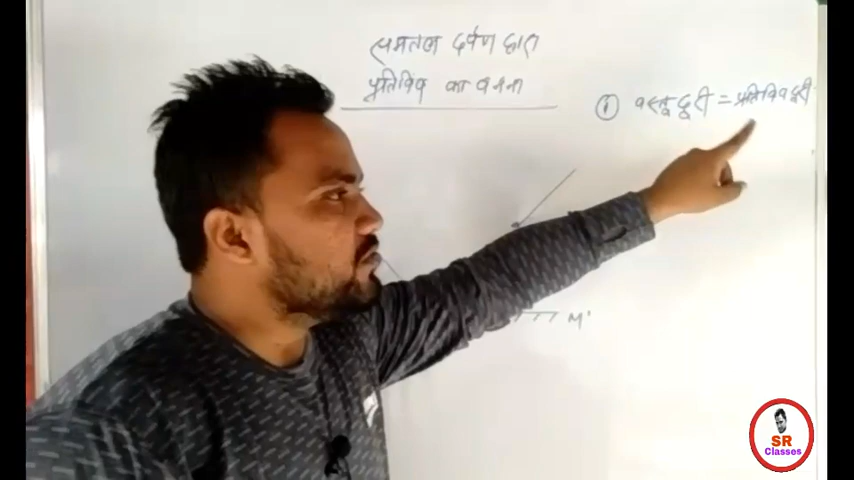 समतल दर्पण द्वारा
प्रतिबिंब का बनना
① वस्तु दुरी = प्रतिबिंब दुरी
M'
SR
Classes